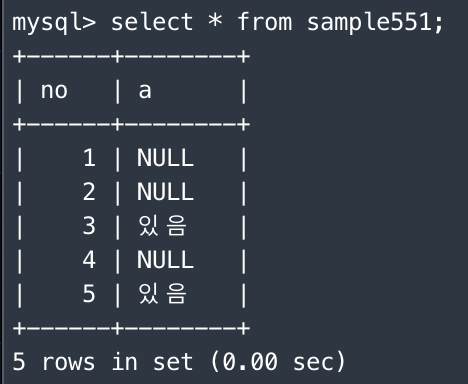 mysql> select * from sample551;
+------+--------+
| no   | a      |
+------+--------+
|    1 | NULL   |
|    2 | NULL   |
|    3 | 있음   |
|    4 | NULL   |
|    5 | 있음   |
+------+--------+
5 rows in set (0.00 sec)